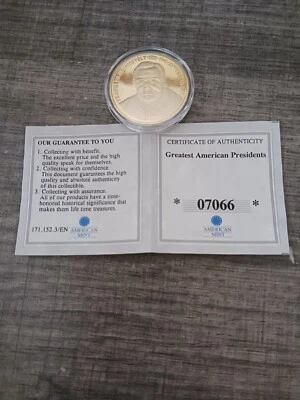 OUR GUARANTEE TO YOU
1. Collecting with benefit.
The excellent price and the high
quality speak for themselves.
2. Collecting with confidence.
This document guarantees the high
quality and absolute authenticity
of this collectible.
3. Collecting with assurance.
All of our products have a time-
honored historical significance that
makes them life time treasures.
171.152.3/EN
AMERICAN
MINT
CERTIFICATE OF AUTHENTICITY
Greatest American Presidents
* 07066 *
AMERICAN
MINT